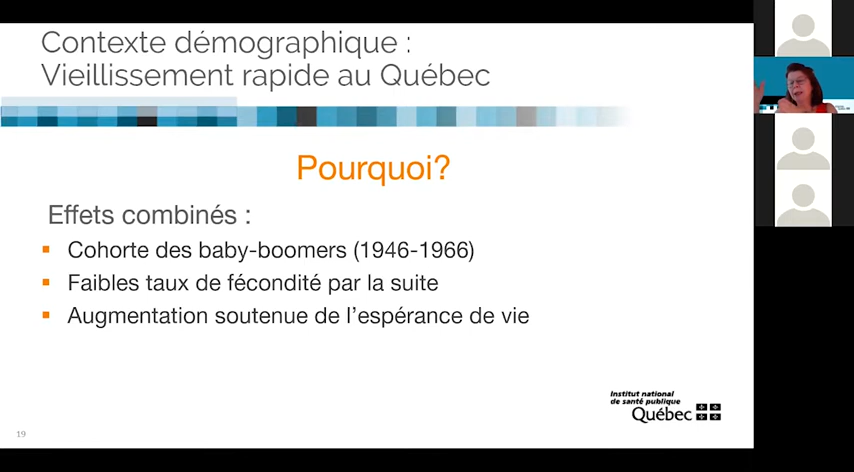 Contexte démographique :
Vieillissement rapide au Québec
Pourquoi?
Effets combinés :
Cohorte des baby-boomers (1946-1966)
Faibles taux de fécondité par la suite
Augmentation soutenue de l’espérance de vie
Institut national
de santé publique
Québec
19